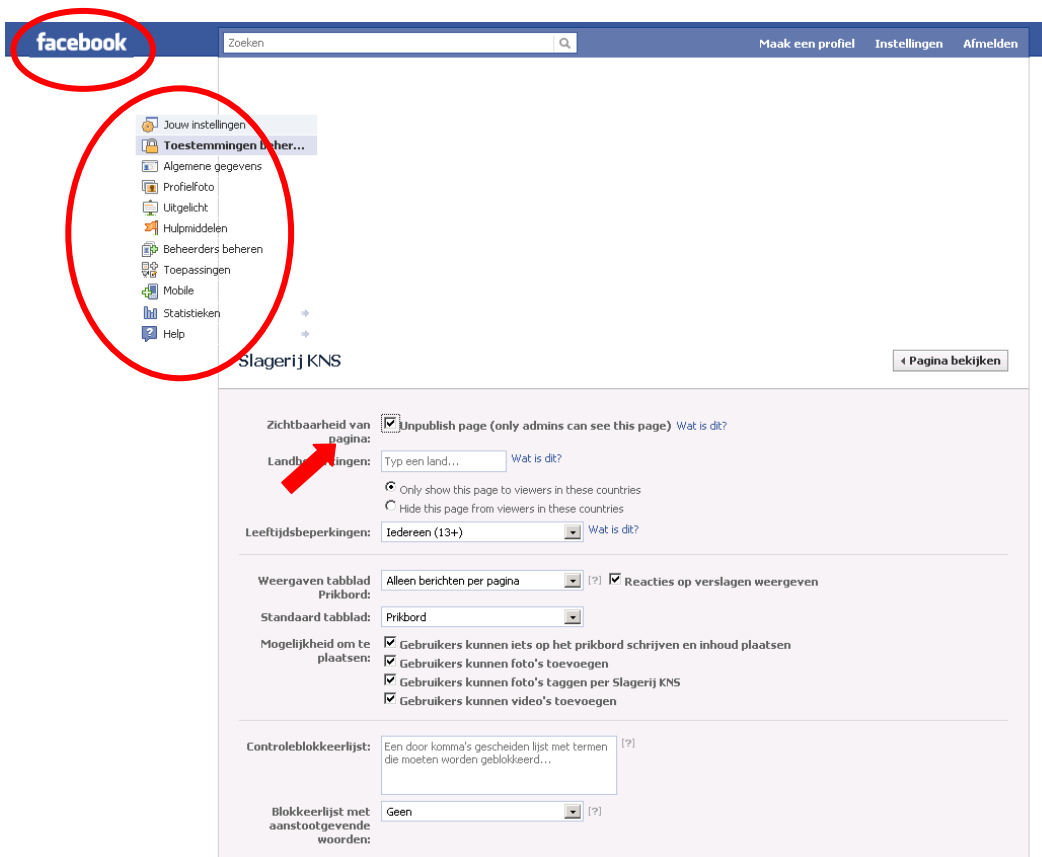 facebook
Zoeken
Maak een profiel Instellingen Afmelden
Jouw instellingen
Toestemmingen beher...
Algemene gegevens
Profielfoto
Uitgelicht
Hulpmiddelen
Beheerders beheren
Toepassingen
Mobile
Statistieken
Help
Slagerij KNS
Pagina bekijken
Zichtbaarheid van pagina: Unpublish page (only admins can see this page) Wat is dit?
Landbeperkingen: Typ een land... Wat is dit?
Only show this page to viewers in these countries
Hide this page from viewers in these countries
Leeftijdsbeperkingen: Iedereen (13+) Wat is dit?
Weergaven tabblad Prikbord: Alleen berichten per pagina [?] Reacties op verslagen weergeven
Standaard tabblad: Prikbord
Mogelijkheid om te plaatsen: Gebruikers kunnen iets op het prikbord schrijven en inhoud plaatsen
Gebruikers kunnen foto's toevoegen
Gebruikers kunnen foto's taggen per Slagerij KNS
Gebruikers kunnen video's toevoegen
Controleblokkeerlijst: Een door komma's gescheiden lijst met termen [?]
die moeten worden geblokkeerd...
Blokkeerlijst met aanstootgevende woorden: Geen [?]